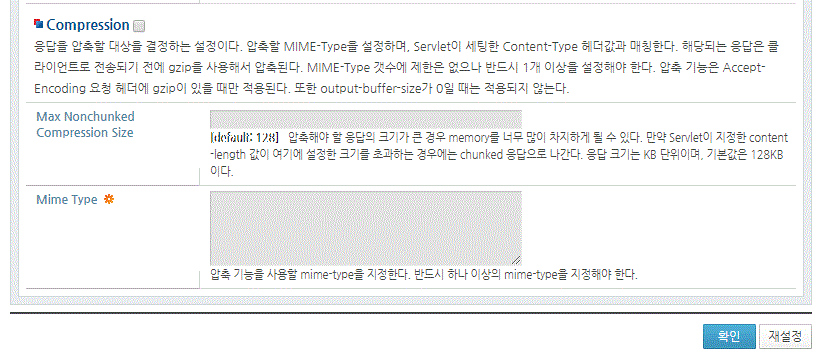 Compression
응답을 압축할 대상을 결정하는 설정이다. 압축할 MIME-Type을 설정하며, Servlet이 세팅한 Content-Type 헤더값과 매칭한다. 해당되는 응답은 클
라이언트로 전송되기 전에 gzip을 사용해서 압축된다. MIME-Type 갯수에 제한은 없으나 반드시 1개 이상을 설정해야 한다. 압축 기능은 Accept-
Encoding 요청 헤더에 gzip이 있을 때만 적용된다. 또한 output-buffer-size가 0일 때는 적용되지 않는다.
Max Nonchunked
Compression Size
[default: 128] 압축해야 할 응답의 크기가 큰 경우 memory를 너무 많이 차지하게 될 수 있다. 만약 Servlet이 지정한 content
-length 값이 여기에 설정한 크기를 초과하는 경우에는 chunked 응답으로 나간다. 응답 크기는 KB 단위이며, 기본값은 128KB
이다.
Mime Type
압축 기능을 사용할 mime-type을 지정한다. 반드시 하나 이상의 mime-type을 지정해야 한다.
확인 재설정